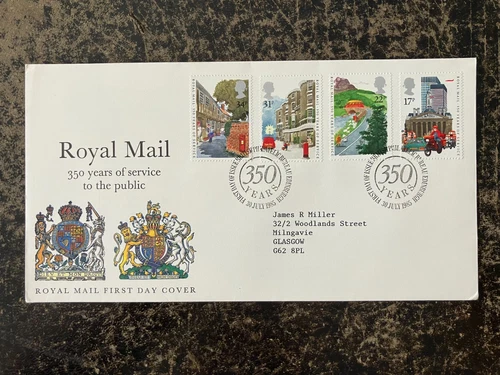 Royal Mail
350 years of service
to the public
ROYAL MAIL FIRST DAY COVER
31P
22P
17P
350
YEARS
30 JULY 1985
350
YEARS
30 JULY 1985
James R Miller
32/2 Woodlands Street
Milngavie
GLASGOW
G62 8PL